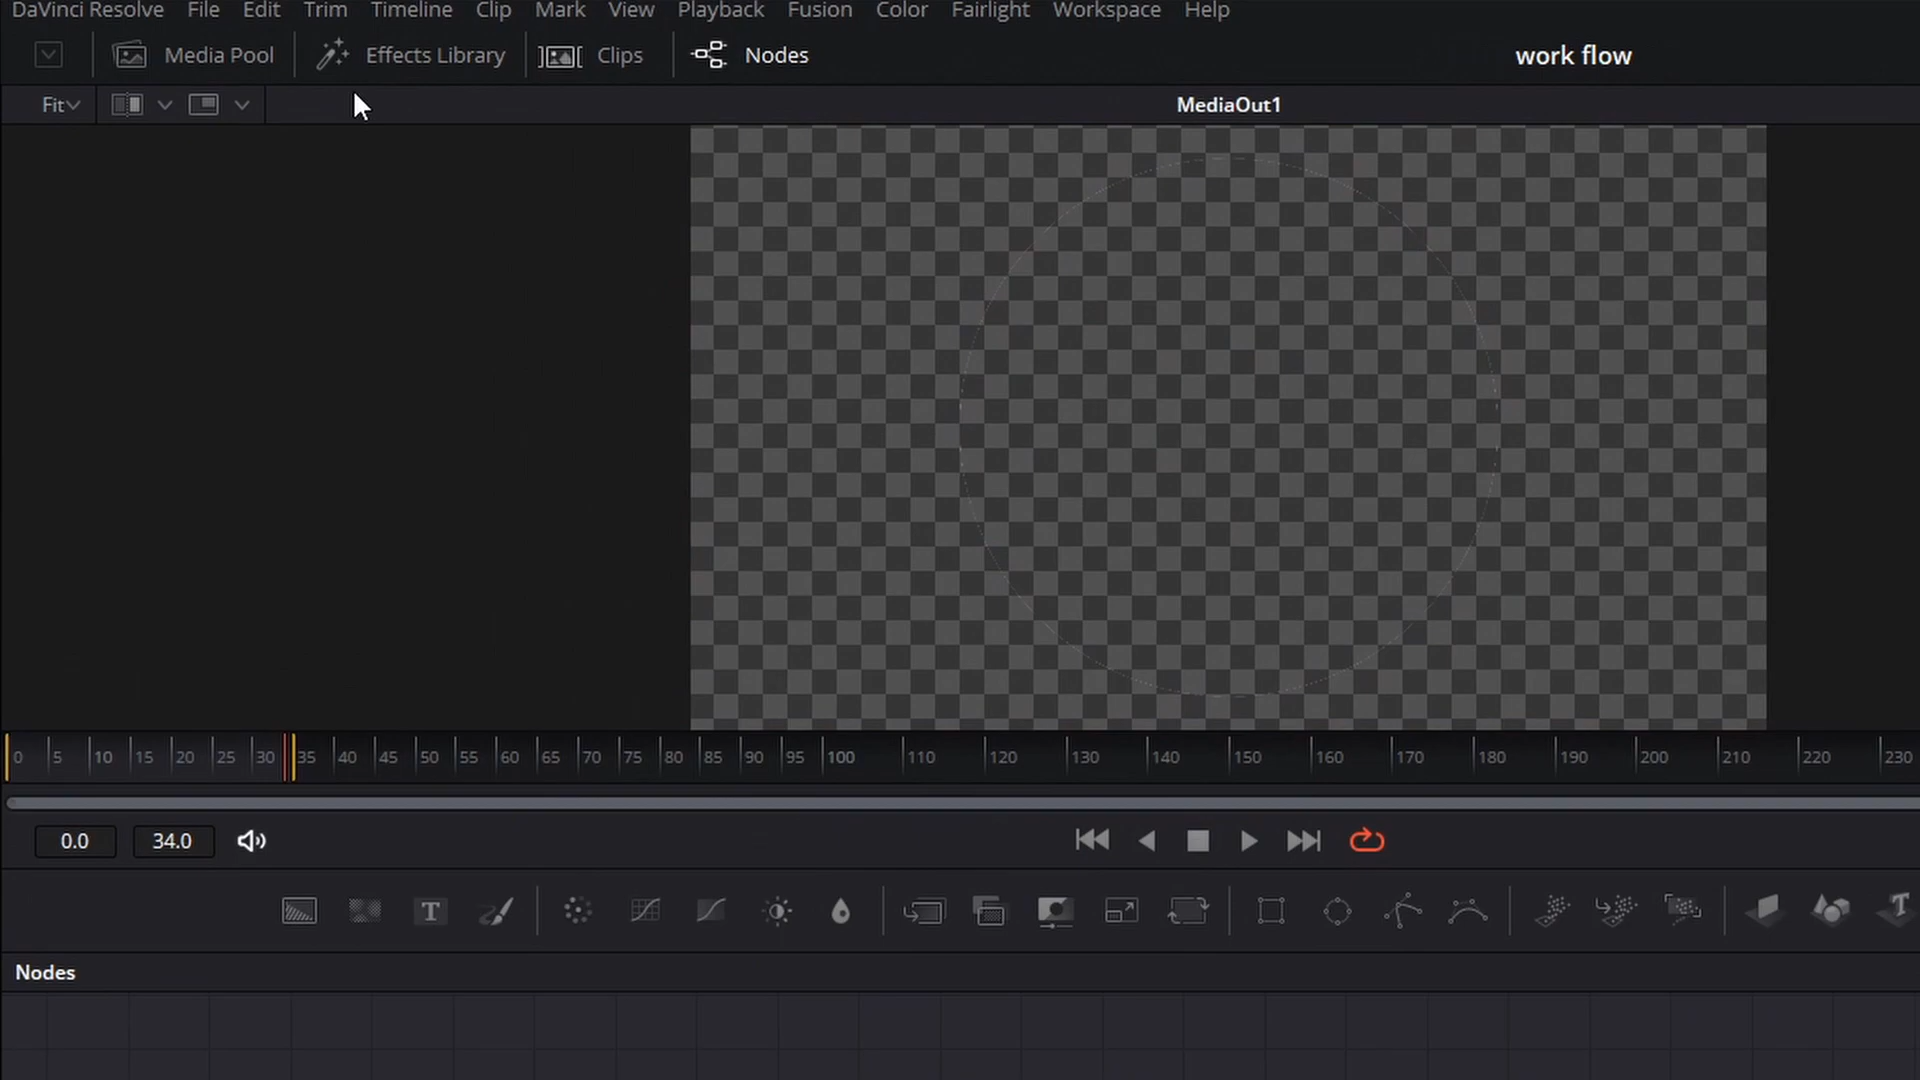 DaVinci Resolve File Edit Trim Timeline Clip Mark View Playback Fusion Color Fairlight Workspace Help
Media Pool Effects Library Clips Nodes work flow
Fit MediaOut1
0 5 10 15 20 25 30 35 40 45 50 55 60 65 70 75 80 85 90 95 100 110 120 130 140 150 160 170 180 190 200 210 220 230
0.0 34.0
T T
Nodes